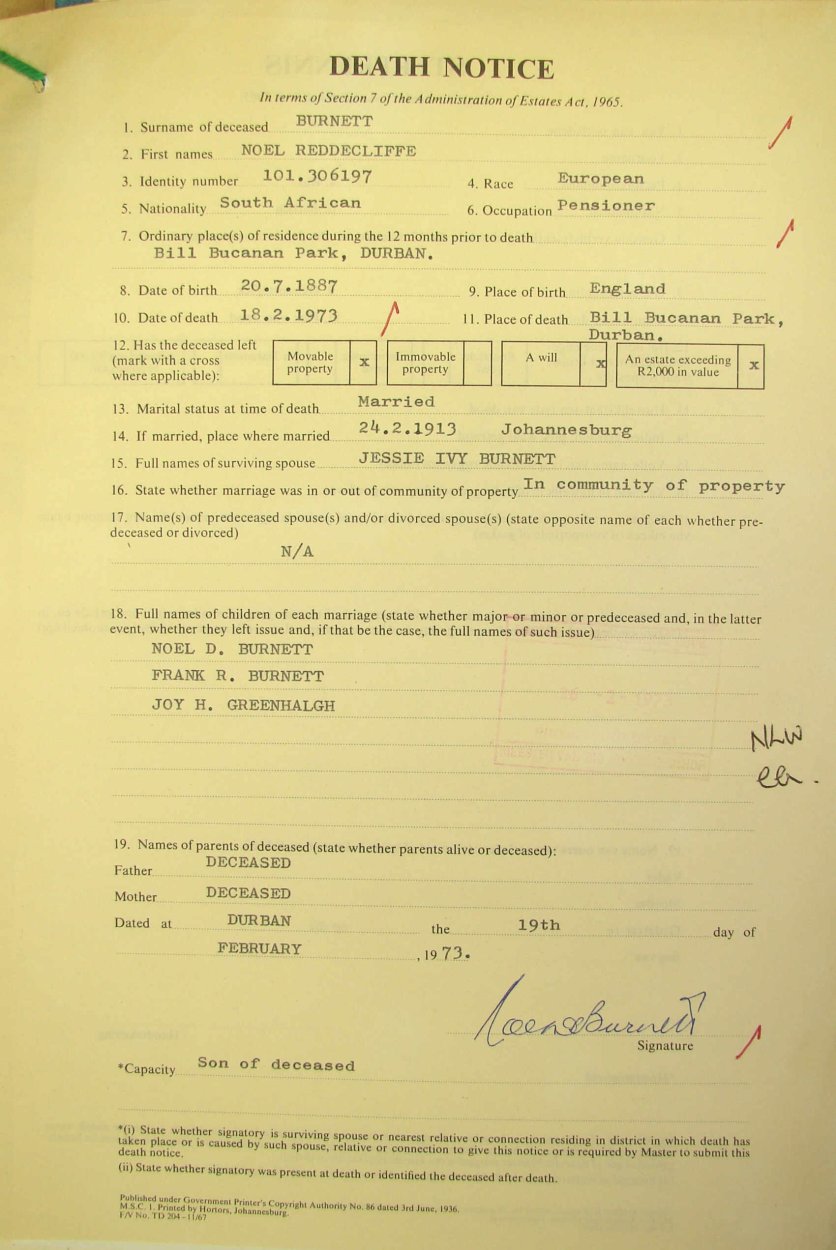 DEATH NOTICE
In terms of Section 7 of the Administration of Estates Act, 1965.
1. Surname of deceased BURNETT
2. First names NOEL REDDECLIFFE
3. Identity number 101.306197 4. Race European
5. Nationality South African 6. Occupation Pensioner
7. Ordinary place(s) of residence during the 12 months prior to death
Bill Bucanan Park, DURBAN.
8. Date of birth 20.7.1887 9. Place of birth England
10. Date of death 18.2.1973 11. Place of death Bill Bucanan Park,
Durban.
12. Has the deceased left
(mark with a cross
where applicable):
Movable
property x
Immovable
property
A will x
An estate exceeding
R2,000 in value x
13. Marital status at time of death Married
14. If married, place where married 24.2.1913 Johannesburg
15. Full names of surviving spouse JESSIE IVY BURNETT
16. State whether marriage was in or out of community of property In community of property
17. Name(s) of predeceased spouse(s) and/or divorced spouse(s) (state opposite name of each whether pre-
deceased or divorced)
N/A
18. Full names of children of each marriage (state whether major or minor or predeceased and, in the latter
event, whether they left issue and, if that be the case, the full names of such issue)
NOEL D. BURNETT
FRANK R. BURNETT
JOY H. GREENHALGH
NLW
19. Names of parents of deceased (state whether parents alive or deceased):
Father DECEASED
Mother DECEASED
Dated at DURBAN the 19th day of
FEBRUARY , 1973.
Noel D Burnett
Signature
*Capacity Son of deceased
*(i) State whether signatory is surviving spouse or nearest relative or connection residing in district in which death has
taken place or is caused by such spouse, relative or connection to give this notice or is required by Master to submit this
death notice.
(ii) State whether signatory was present at death or identified the deceased after death.
Published under Government Printer's Copyright Authority No. 86 dated 3rd June, 1936.
M.S.C. 1. Printed by Hortors, Johannesburg.
F/V No. TD 204 - 11/67